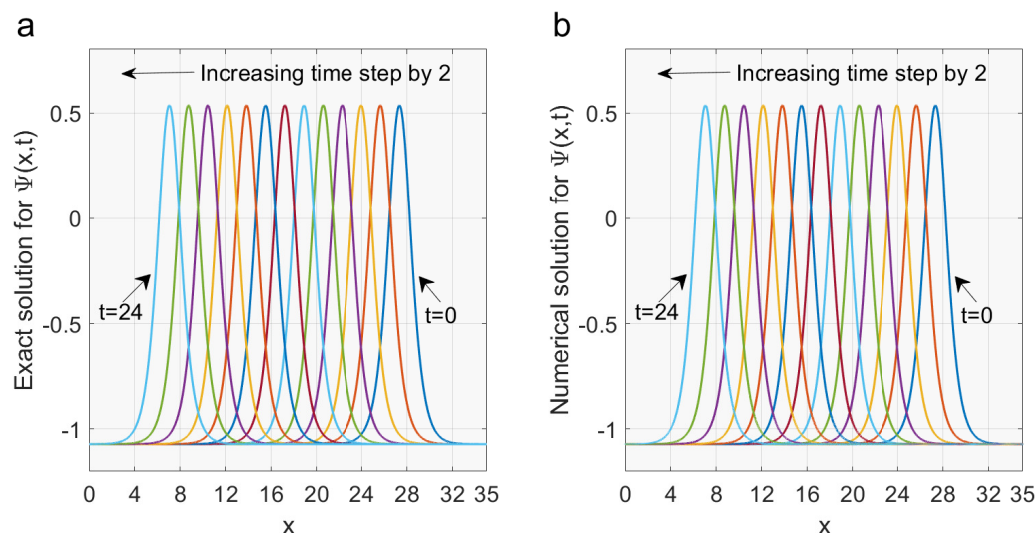 a
Increasing time step by 2
Exact solution for Ψ(x,t)
0.5
0
-0.5
-1
t=24
t=0
0 4 8 12 16 20 24 28 32 35
x
b
Increasing time step by 2
Numerical solution for Ψ(x,t)
0.5
0
-0.5
-1
t=24
t=0
0 4 8 12 16 20 24 28 32 35
x